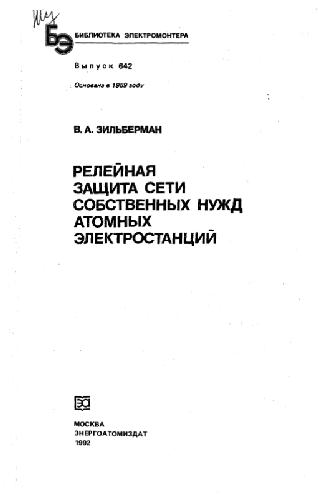 БЭ
БИБЛИОТЕКА ЭЛЕКТРОМОНТЕРА
Выпуск 642
Основана в 1959 году
В. А. ЗИЛЬБЕРМАН
РЕЛЕЙНАЯ
ЗАЩИТА СЕТИ
СОБСТВЕННЫХ НУЖД
АТОМНЫХ
ЭЛЕКТРОСТАНЦИЙ
МОСКВА
ЭНЕРГОАТОМИЗДАТ
1992